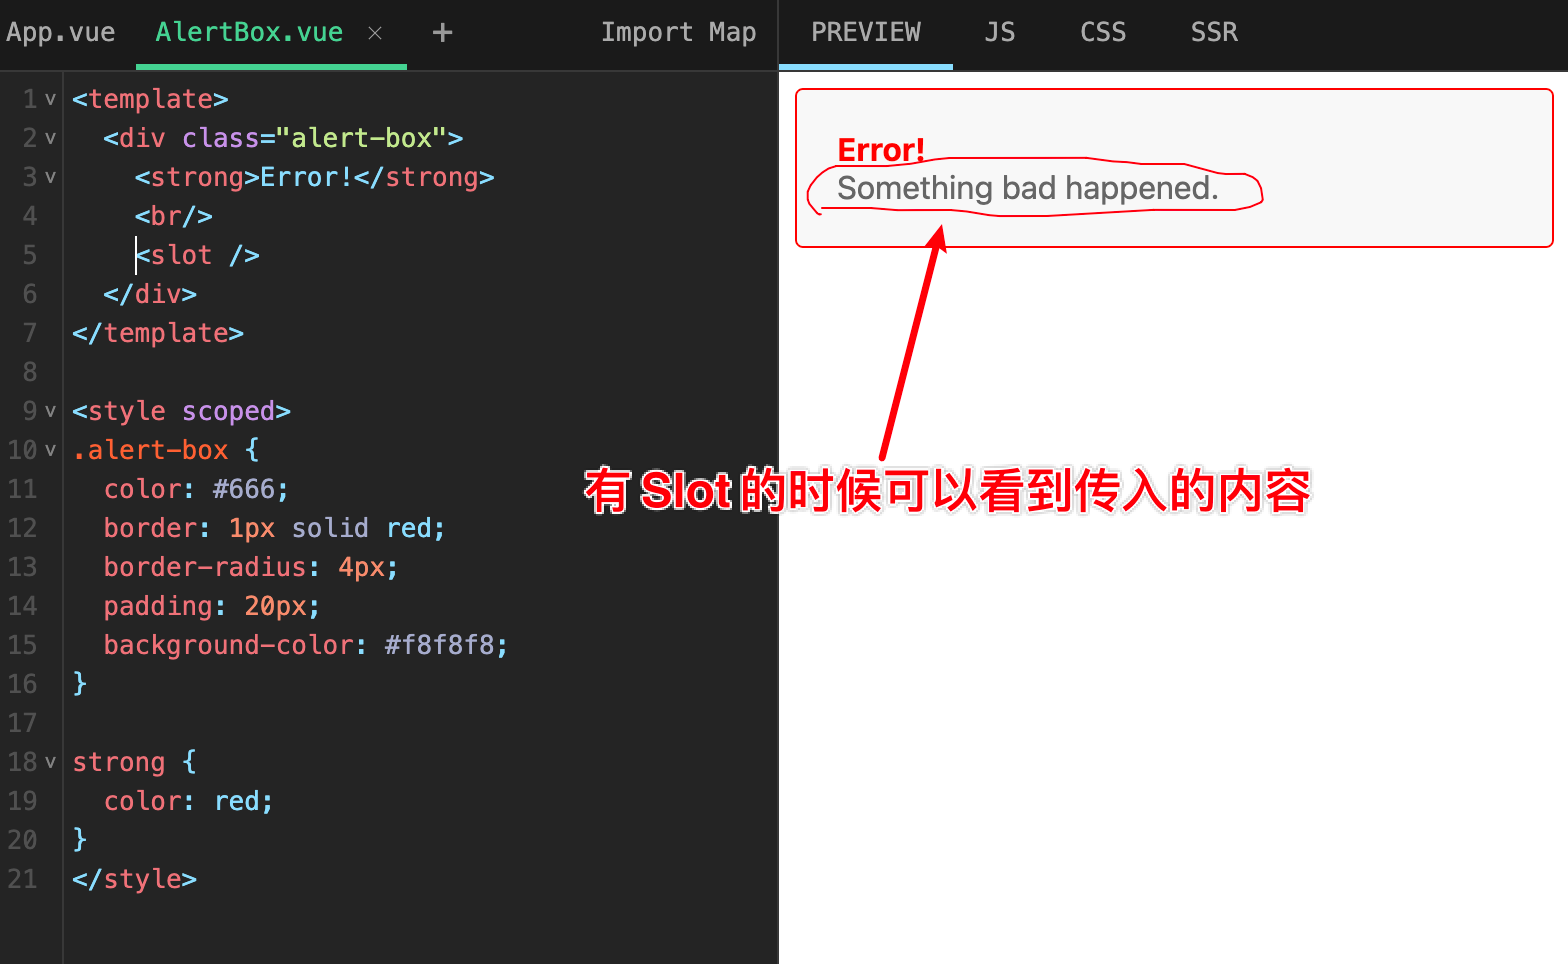 App.vue AlertBox.vue × + Import Map
1 v <template>
2 v <div class="alert-box">
3 v <strong>Error!</strong>
4 <br/>
5 <slot />
6 </div>
7 </template>
8
9 v <style scoped>
10 v .alert-box {
11 color: #666;
12 border: 1px solid red;
13 border-radius: 4px;
14 padding: 20px;
15 background-color: #f8f8f8;
16 }
17
18 v strong {
19 color: red;
20 }
21 </style>
PREVIEW JS CSS SSR
Error!
Something bad happened.
有 Slot 的时候可以看到传入的内容